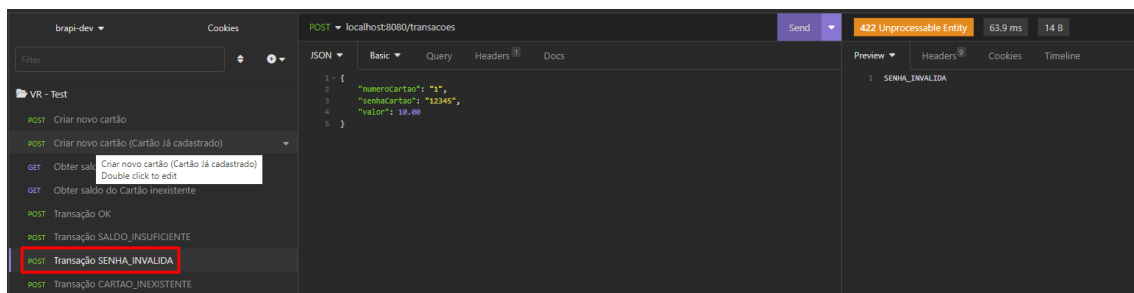 brapi-dev Cookies
Filter
VR - Test
POST Criar novo cartão
POST Criar novo cartão (Cartão Já cadastrado)
GET Obter sald
Criar novo cartão (Cartão Já cadastrado)
Double click to edit
GET Obter saldo do Cartão inexistente
POST Transação OK
POST Transação SALDO_INSUFICIENTE
POST Transação SENHA_INVALIDA
POST Transação CARTAO_INEXISTENTE
POST localhost:8080/transacoes Send
JSON Basic Query Headers 1 Docs
1 {
2 "numeroCartao": "1",
3 "senhaCartao": "12345",
4 "valor": 10.00
5 }
422 Unprocessable Entity 63.9 ms 14 B
Preview Headers Cookies Timeline
1 SENHA_INVALIDA